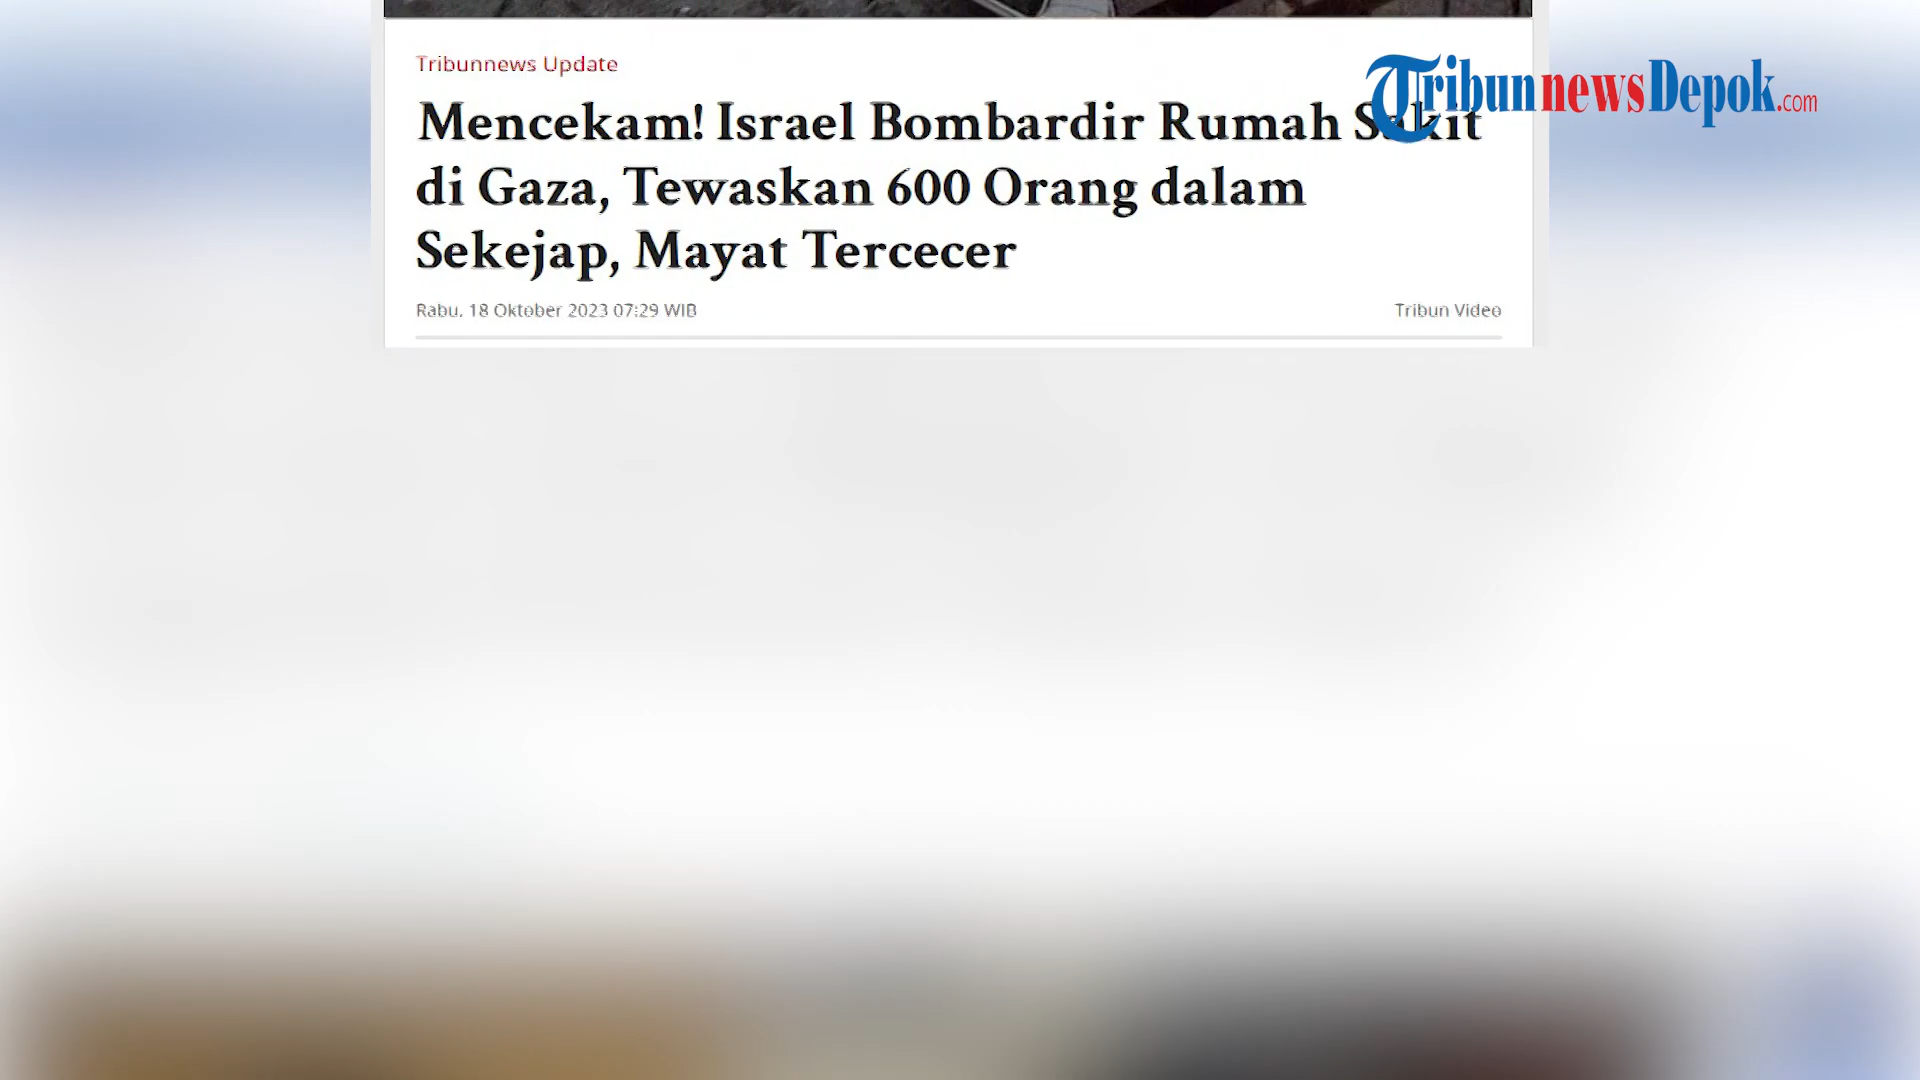 Tribunnews Update
TribunnewsDepok.com
Mencekam! Israel Bombardir Rumah Sakit
di Gaza, Tewaskan 600 Orang dalam
Sekejap, Mayat Tercecer
Rabu, 18 Oktober 2023 07:29 WIB
Tribun Video